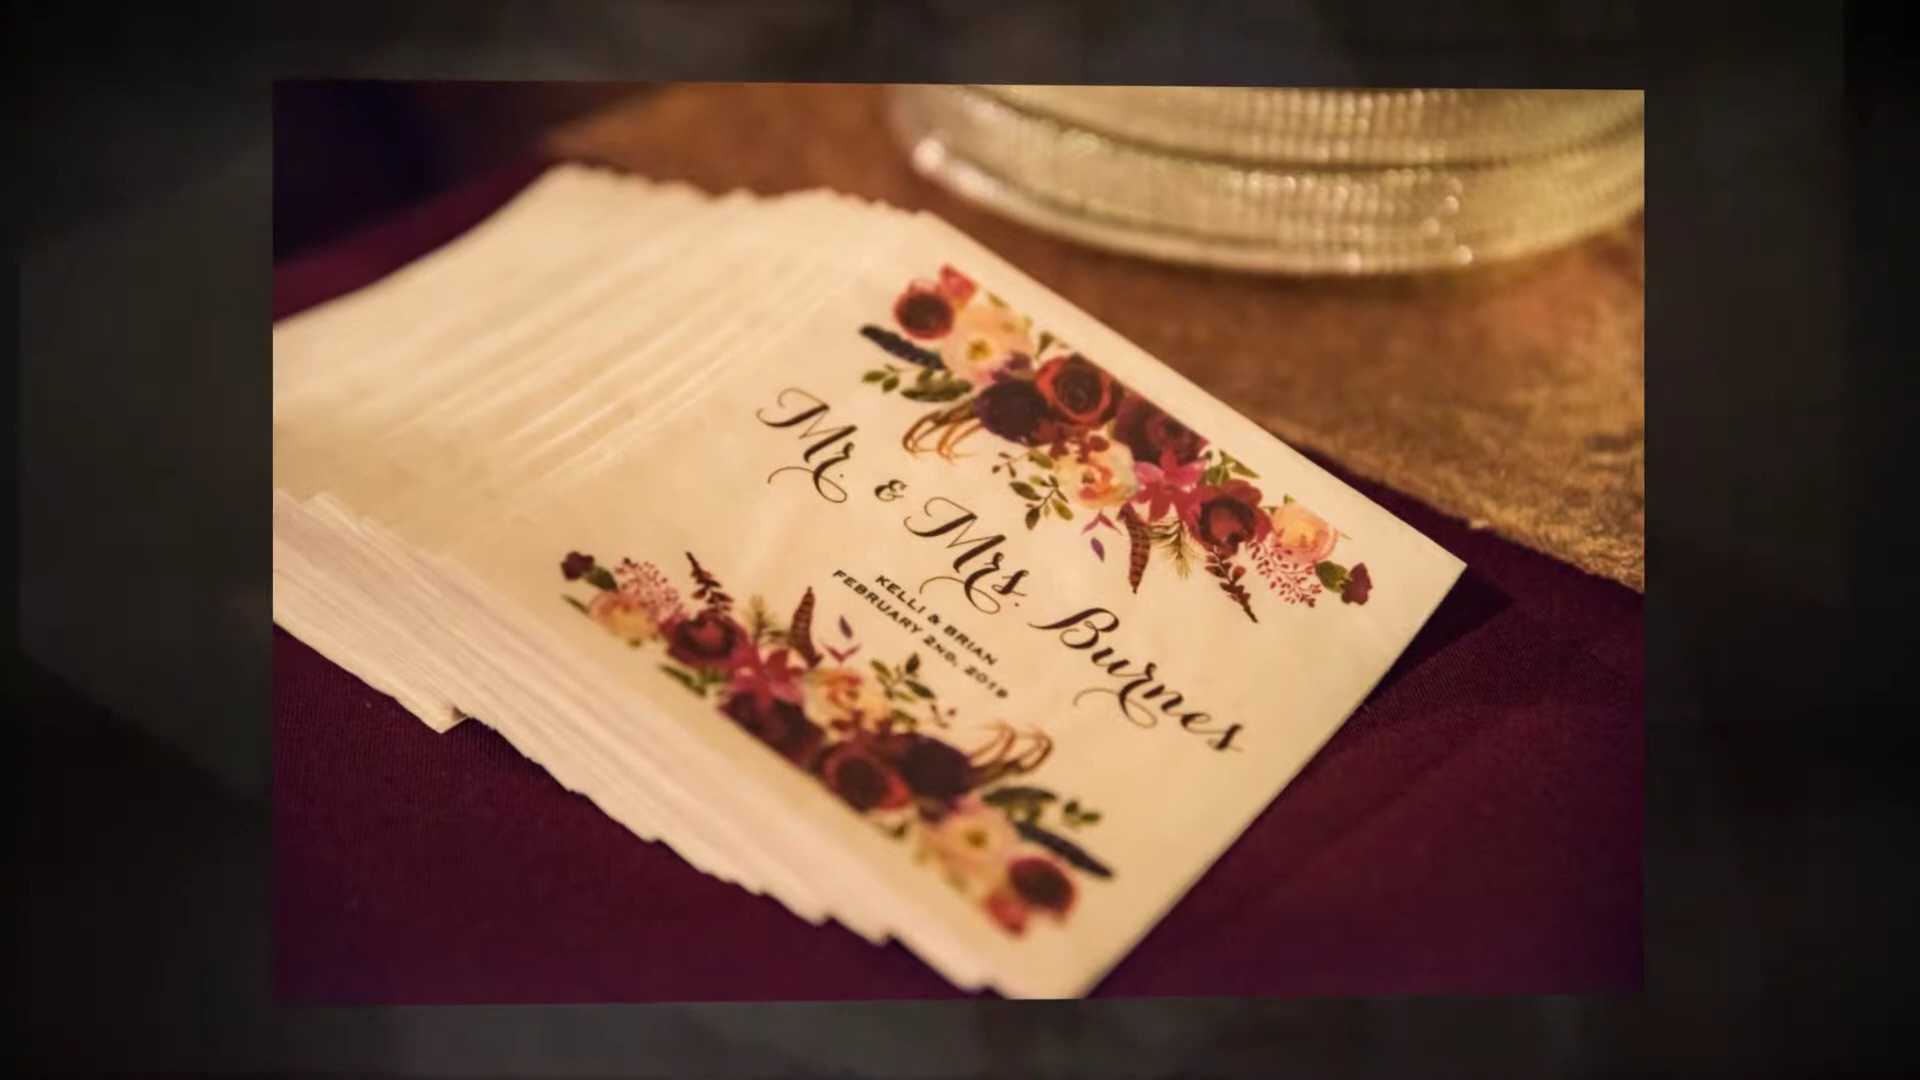 Mr. & Mrs. Burnes
KELLI & BRIAN
FEBRUARY 2ND, 2019